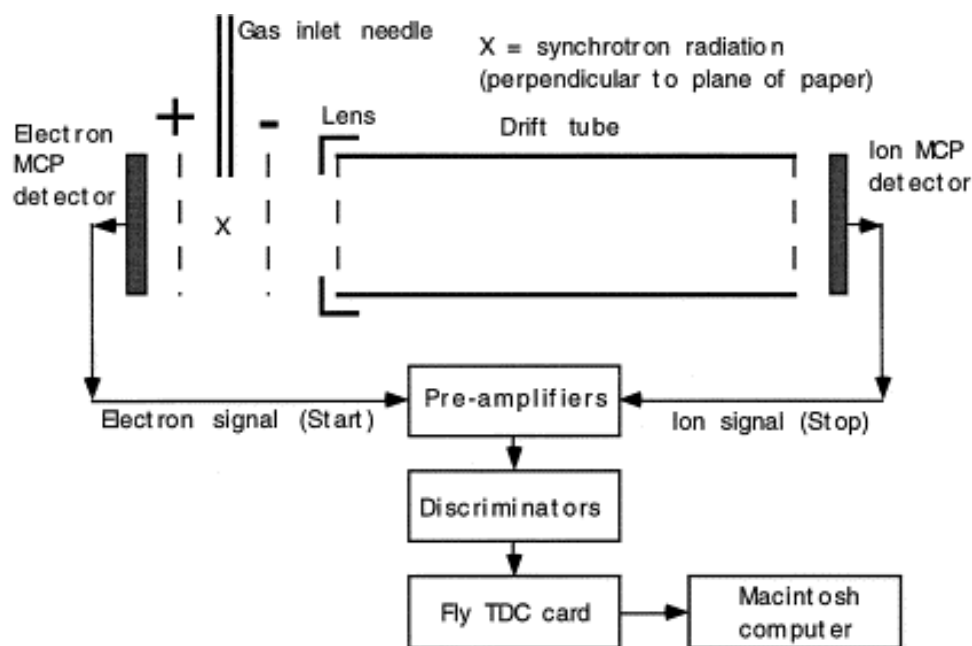 Gas inlet needle
X = synchrotron radiation
(perpendicular to plane of paper)
+
-
Lens
Drift tube
Electron
MCP
detector
Ion MCP
detector
X
Electron signal (Start)
Pre-amplifiers
Ion signal (Stop)
Discriminators
Fly TDC card
Macintosh
computer